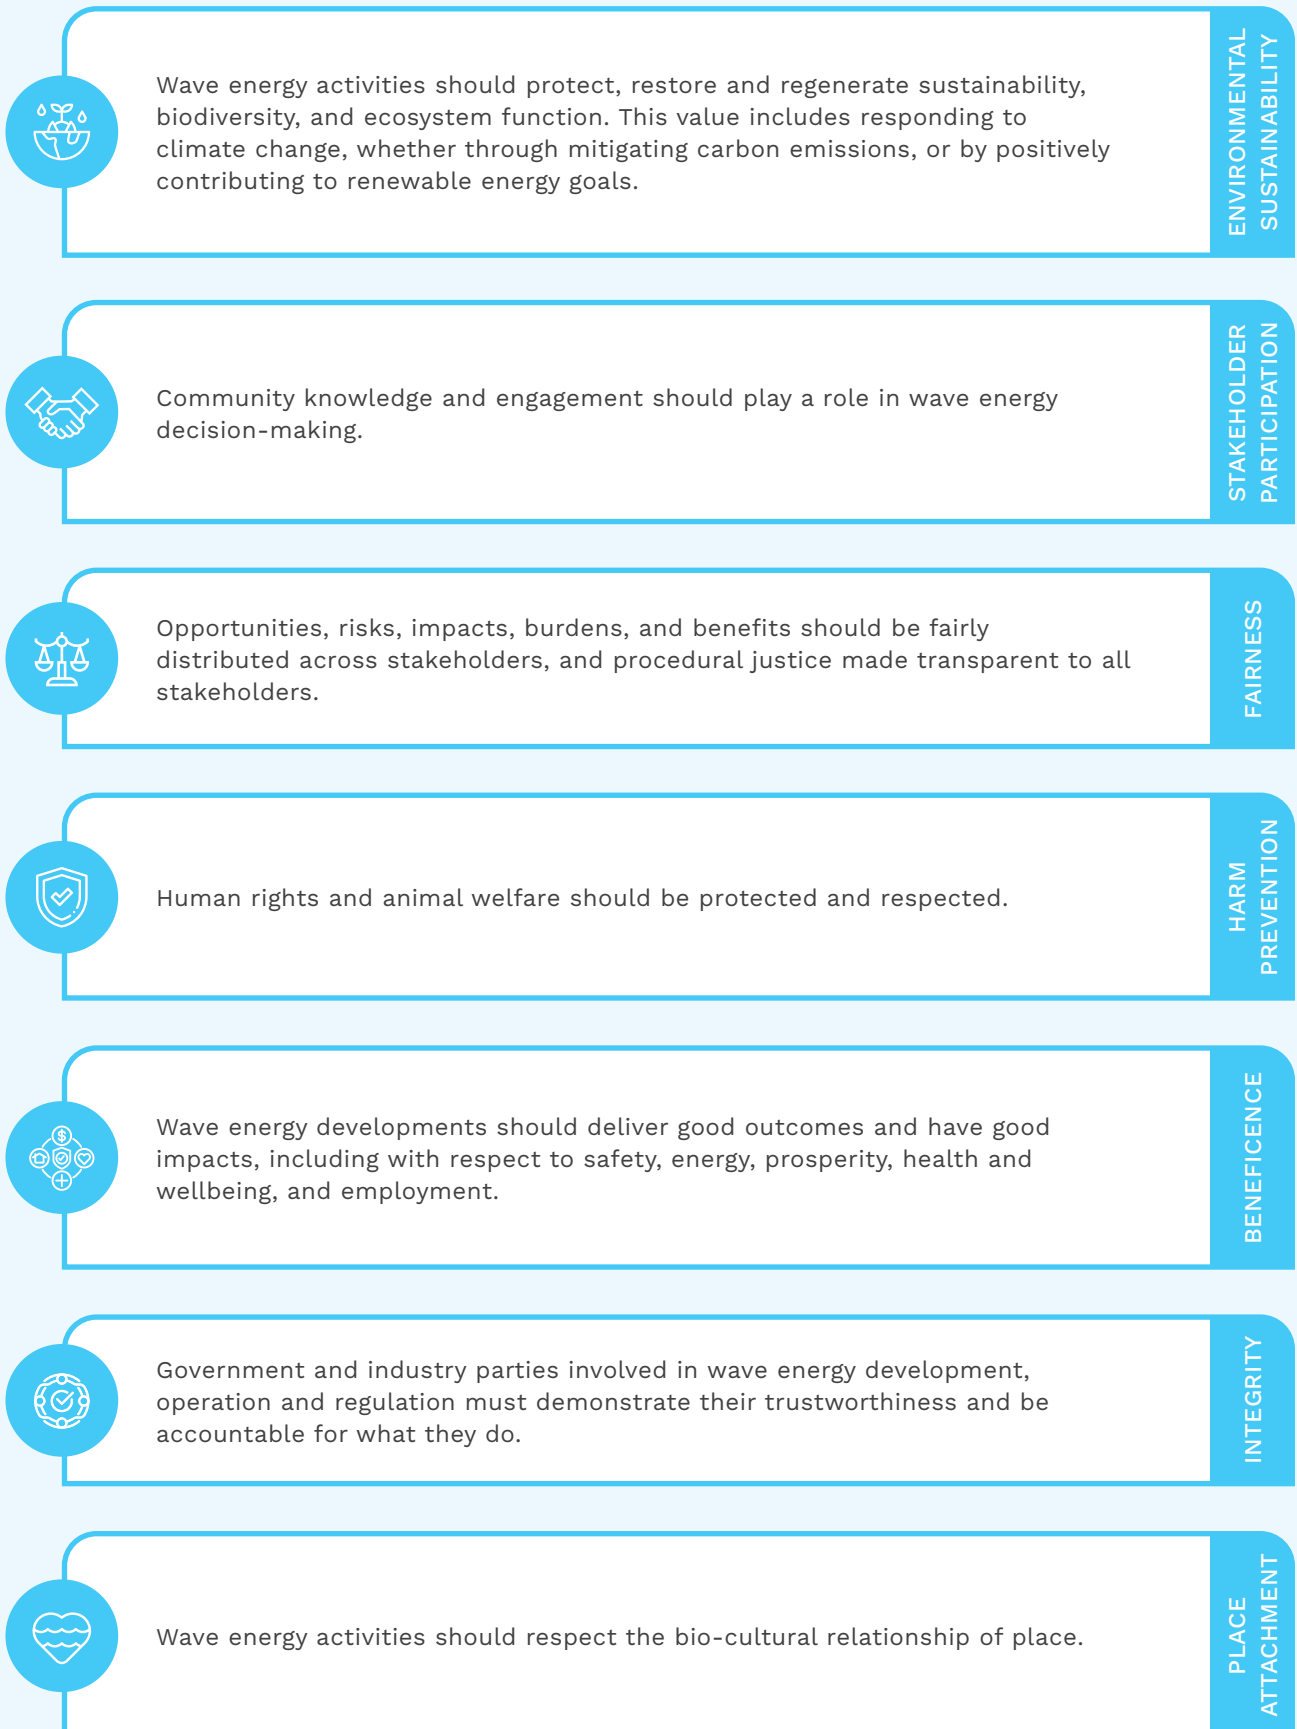 Wave energy activities should protect, restore and regenerate sustainability,
biodiversity, and ecosystem function. This value includes responding to
climate change, whether through mitigating carbon emissions, or by positively
contributing to renewable energy goals.
ENVIRONMENTAL
SUSTAINABILITY
Community knowledge and engagement should play a role in wave energy
decision-making.
STAKEHOLDER
PARTICIPATION
Opportunities, risks, impacts, burdens, and benefits should be fairly
distributed across stakeholders, and procedural justice made transparent to all
stakeholders.
FAIRNESS
Human rights and animal welfare should be protected and respected.
HARM
PREVENTION
$
Wave energy developments should deliver good outcomes and have good
impacts, including with respect to safety, energy, prosperity, health and
wellbeing, and employment.
BENEFICENCE
Government and industry parties involved in wave energy development,
operation and regulation must demonstrate their trustworthiness and be
accountable for what they do.
INTEGRITY
Wave energy activities should respect the bio-cultural relationship of place.
PLACE
ATTACHMENT